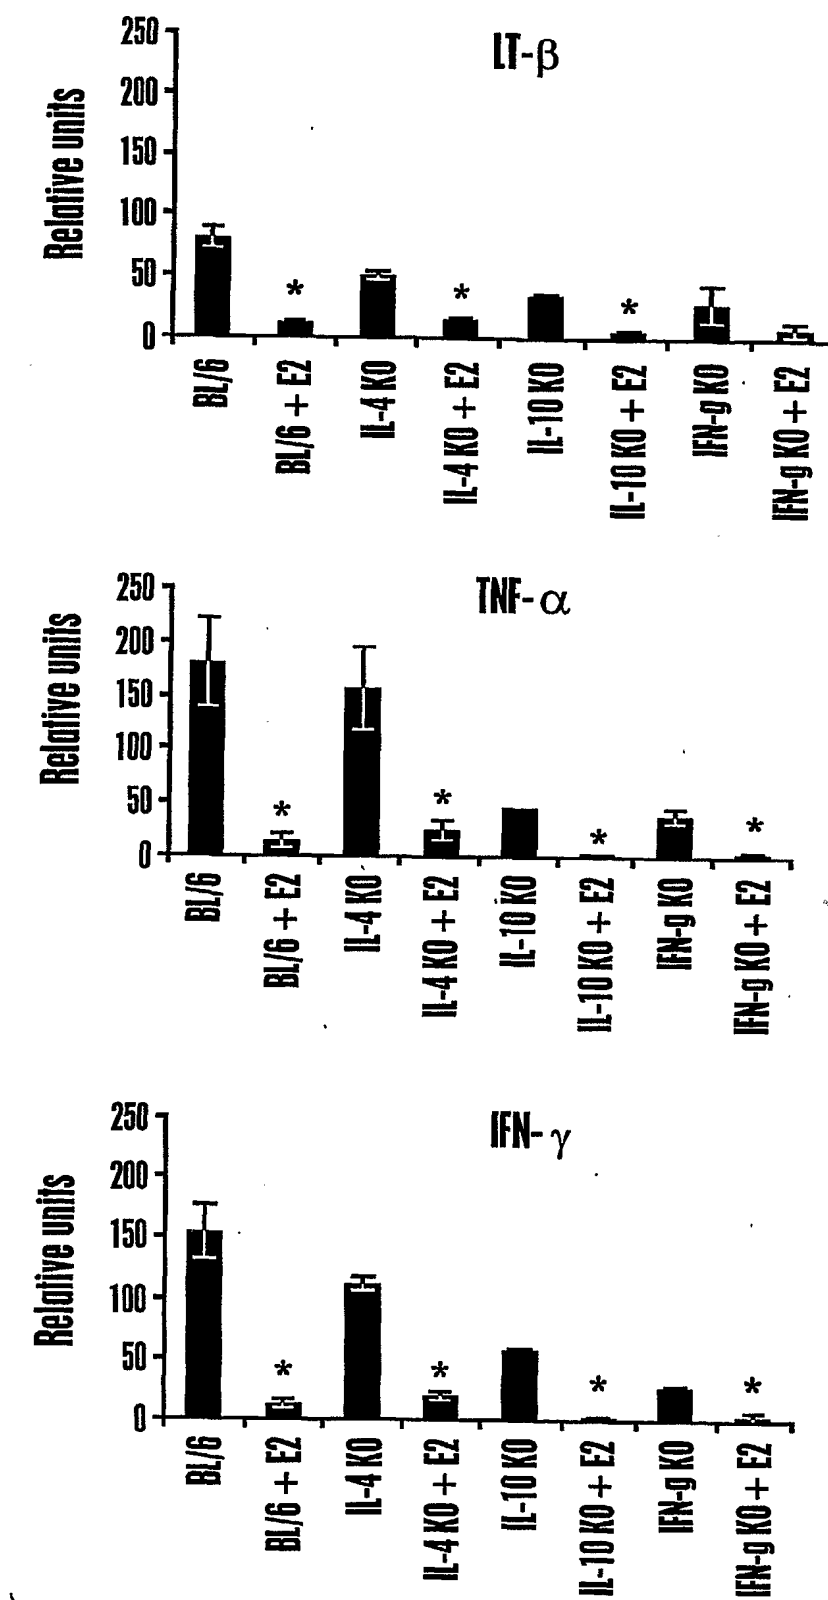 LT-β
Relative units
250
200
150
100
50
0
*
*
*
BL/6
BL/6 + E2
IL-4 KO
IL-4 KO + E2
IL-10 KO
IL-10 KO + E2
IFN-g KO
IFN-g KO + E2
TNF-α
Relative units
250
200
150
100
50
0
*
*
*
*
BL/6
BL/6 + E2
IL-4 KO
IL-4 KO + E2
IL-10 KO
IL-10 KO + E2
IFN-g KO
IFN-g KO + E2
IFN-γ
Relative units
250
200
150
100
50
0
*
*
*
*
BL/6
BL/6 + E2
IL-4 KO
IL-4 KO + E2
IL-10 KO
IL-10 KO + E2
IFN-g KO
IFN-g KO + E2